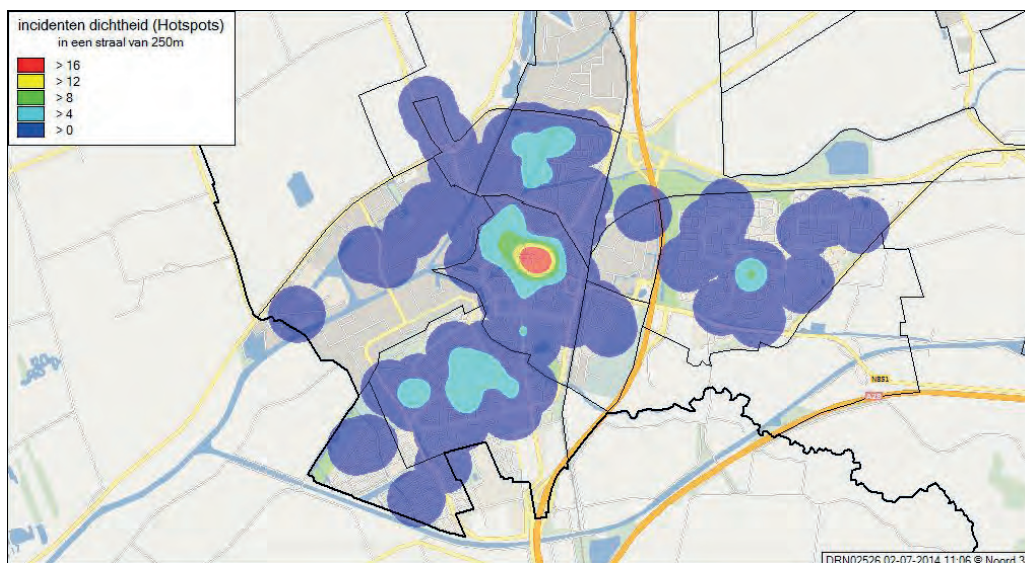 incidenten dichtheid (Hotspots)
in een straal van 250m
> 16
> 12
> 8
> 4
> 0
N851
A28
DRN02526 02-07-2014 11:06 © Noord 3